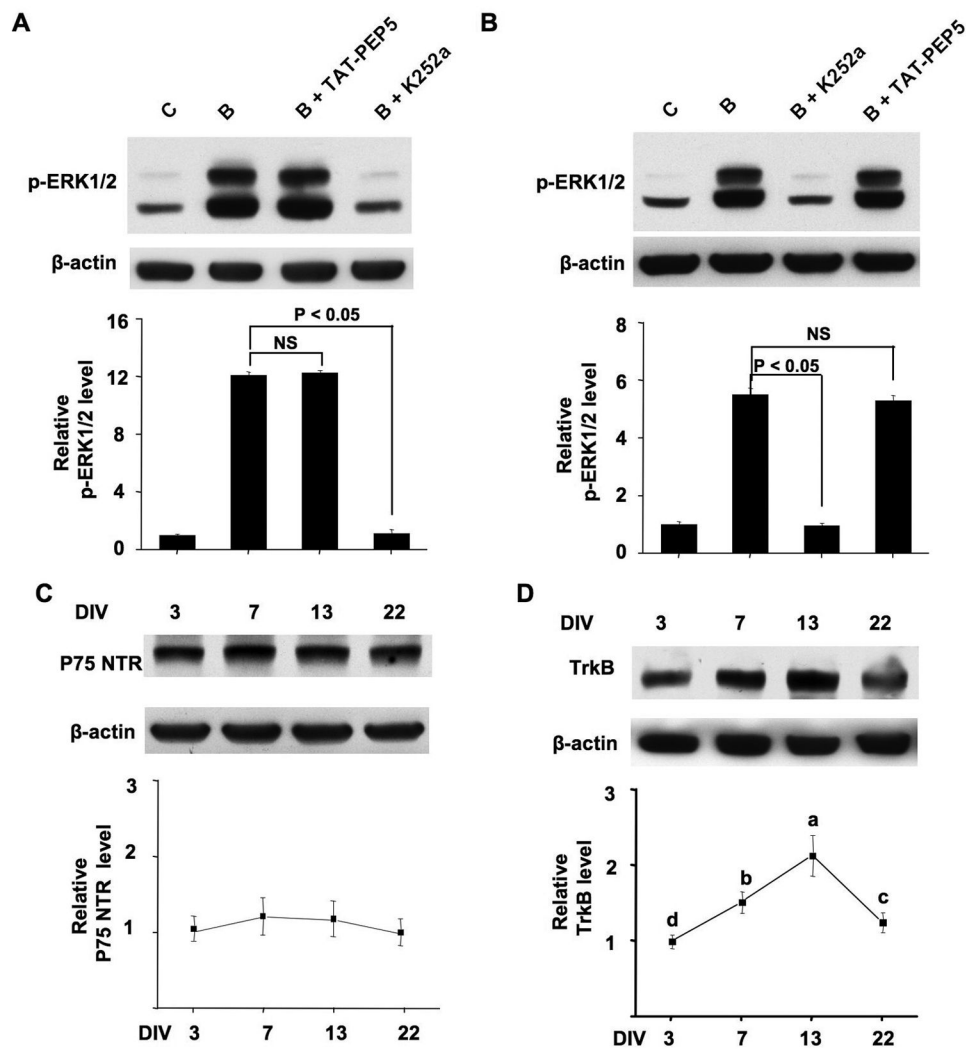 A
C
B
B + TAT-PEP5
B + K252a
p-ERK1/2
β-actin
Relative
p-ERK1/2 level
16
12
8
4
0
P < 0.05
NS
B
C
B
B + K252a
B + TAT-PEP5
p-ERK1/2
β-actin
Relative
p-ERK1/2 level
8
6
4
2
0
NS
P < 0.05
C
DIV 3 7 13 22
P75 NTR
β-actin
Relative
P75 NTR level
3
2
1
DIV 3 7 13 22
D
DIV 3 7 13 22
TrkB
β-actin
Relative
TrkB level
3
2
1
d
b
a
c
DIV 3 7 13 22